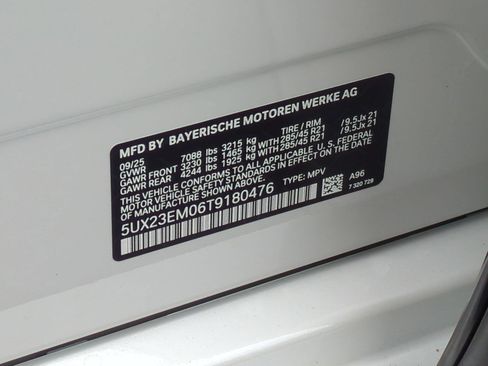 MFD BY BAYERISCHE MOTOREN WERKE AG
09/25 TIRE / RIM
GVWR 7088 lbs 3215 kg
GAWR FRONT 3230 lbs 1465 kg WITH 285/45 R21 /9.5Jx 21
GAWR REAR 4244 lbs 1925 kg WITH 285/45 R21 /9.5Jx 21
THIS VEHICLE CONFORMS TO ALL APPLICABLE U.S. FEDERAL
MOTOR VEHICLE SAFETY STANDARDS IN EFFECT ON THE DATE
OF MANUFACTURE SHOWN ABOVE.
5UX23EM06T9180476 TYPE: MPV A96
7 320 729